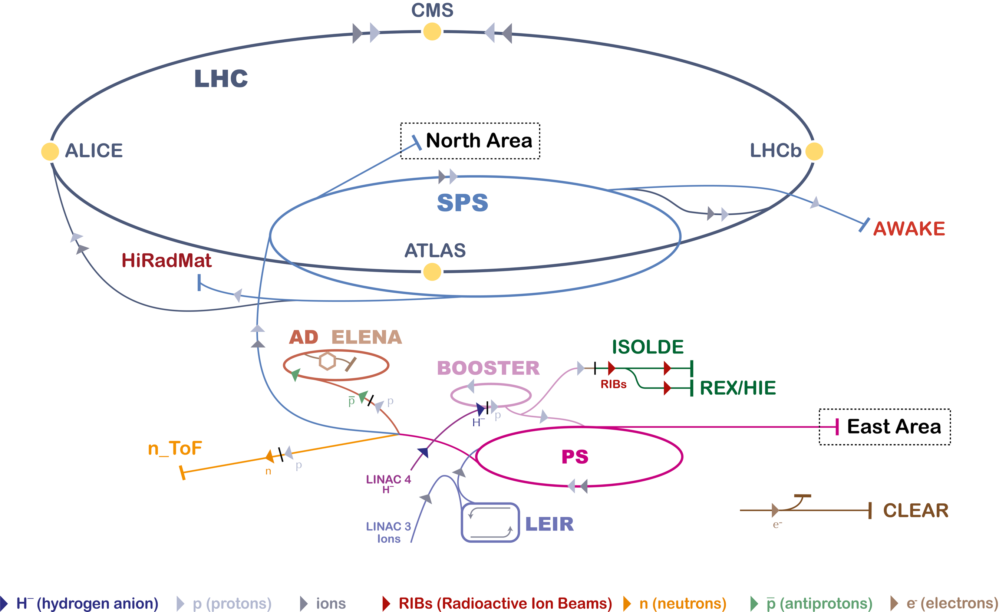 CMS
LHC
North Area
ALICE
LHCb
SPS
AWAKE
ATLAS
HiRadMat
AD ELENA
ISOLDE
BOOSTER
RIBs
REX/HIE
p̅
p
H⁻
p
East Area
n_ToF
PS
n
p
LINAC 4
H⁻
CLEAR
LEIR
e⁻
LINAC 3
Ions
H⁻ (hydrogen anion)
p (protons)
ions
RIBs (Radioactive Ion Beams)
n (neutrons)
p̅ (antiprotons)
e⁻ (electrons)